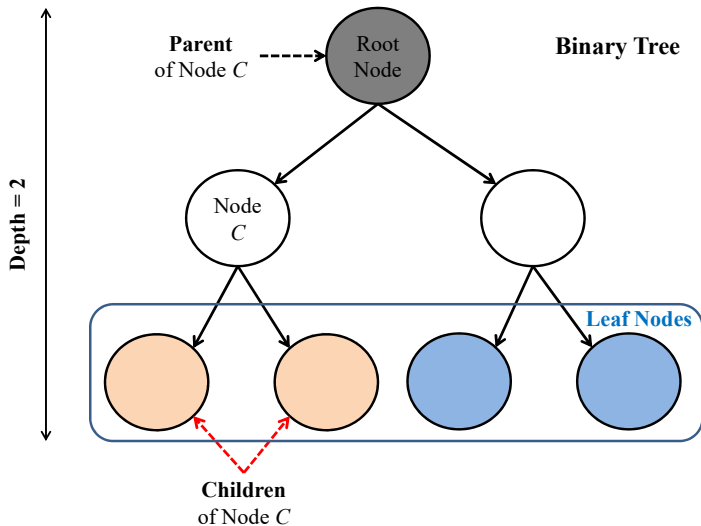 Parent
of Node C
Root
Node
Binary Tree
Depth = 2
Node
C
Leaf Nodes
Children
of Node C